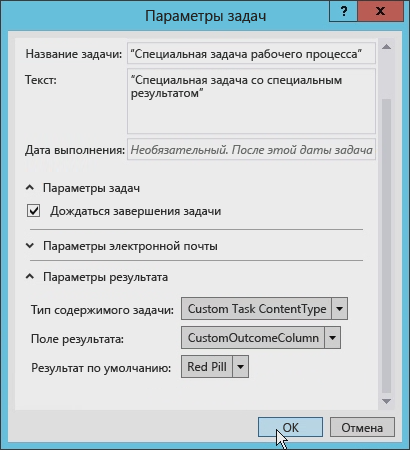 Параметры задач
?
Название задачи: "Специальная задача рабочего процесса"
Текст: "Специальная задача со специальным
результатом"
Дата выполнения: Необязательный. После этой даты задача
Параметры задач
Дождаться завершения задачи
Параметры электронной почты
Параметры результата
Тип содержимого задачи: Custom Task ContentType
Поле результата: CustomOutcomeColumn
Результат по умолчанию: Red Pill
ОК Отмена